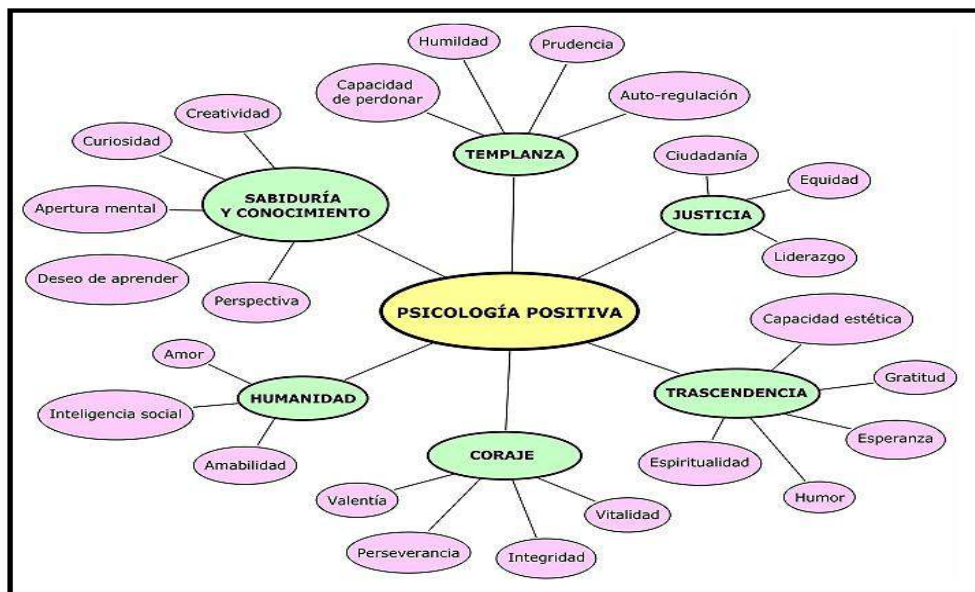 Humildad
Prudencia
Capacidad
de perdonar
Auto-regulación
TEMPLANZA
Creatividad
Curiosidad
Apertura mental
Deseo de aprender
Perspectiva
SABIDURÍA
Y CONOCIMIENTO
Ciudadanía
Equidad
JUSTICIA
Liderazgo
PSICOLOGÍA POSITIVA
Amor
HUMANIDAD
Inteligencia social
Amabilidad
CORAJE
Valentía
Vitalidad
Perseverancia
Integridad
Capacidad estética
Gratitud
TRASCENDENCIA
Esperanza
Espiritualidad
Humor